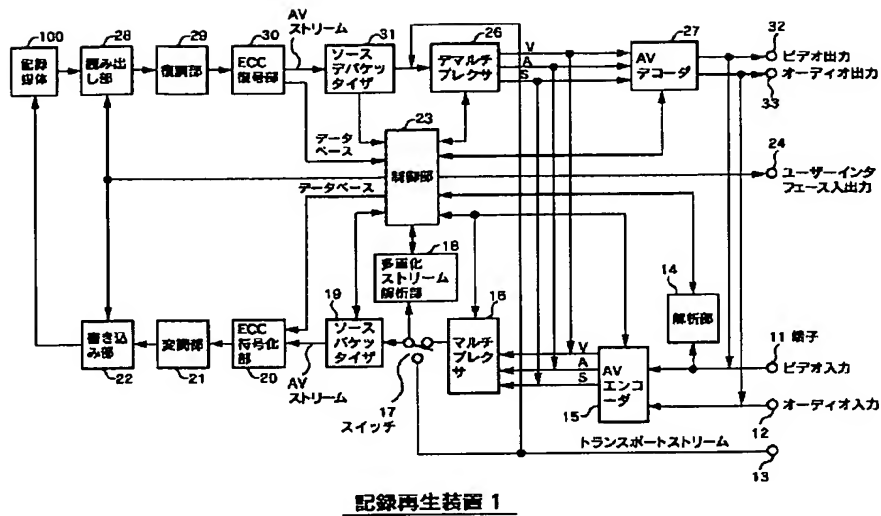 100
記録
媒体
28
読み出
し部
29
復調部
30
ECC
復号部
AV
ストリーム
31
ソース
デパケッ
タイザ
26
デマルチ
プレクサ
V
A
S
27
AV
デコーダ
32
ビデオ出力
オーディオ出力
33
データ
ベース
23
制御部
24
ユーザーインタ
フェース入出力
データベース
18
多重化
ストリーム
解析部
14
解析部
書き込
み部
22
変調部
21
ECC
符号化
部
20
AV
ストリーム
19
ソース
パケッ
タイザ
17
スイッチ
16
マルチ
プレク
サ
V
A
S
AV
エンコ
ーダ
15
11 端子
ビデオ入力
オーディオ入力
12
トランスポートストリーム
13
記録再生装置 1